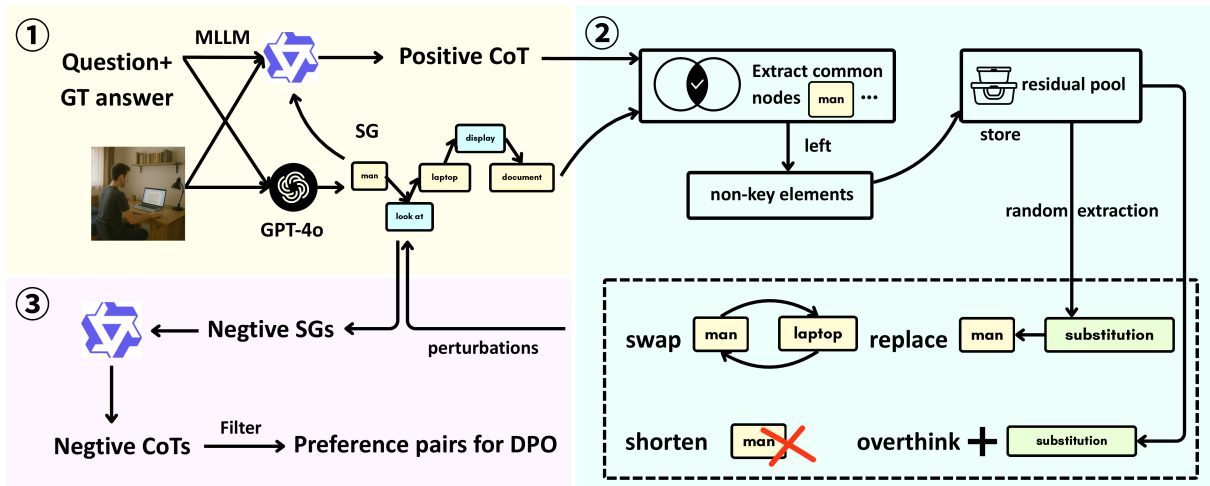 ①
MLLM
Question+
GT answer
Positive CoT
SG
man
look at
laptop
display
document
GPT-4o
②
Extract common
nodes man ...
left
non-key elements
store
residual pool
random extraction
swap man laptop
replace man substitution
shorten man
overthink + substitution
③
Negtive SGs
perturbations
Negtive CoTs
Filter
Preference pairs for DPO